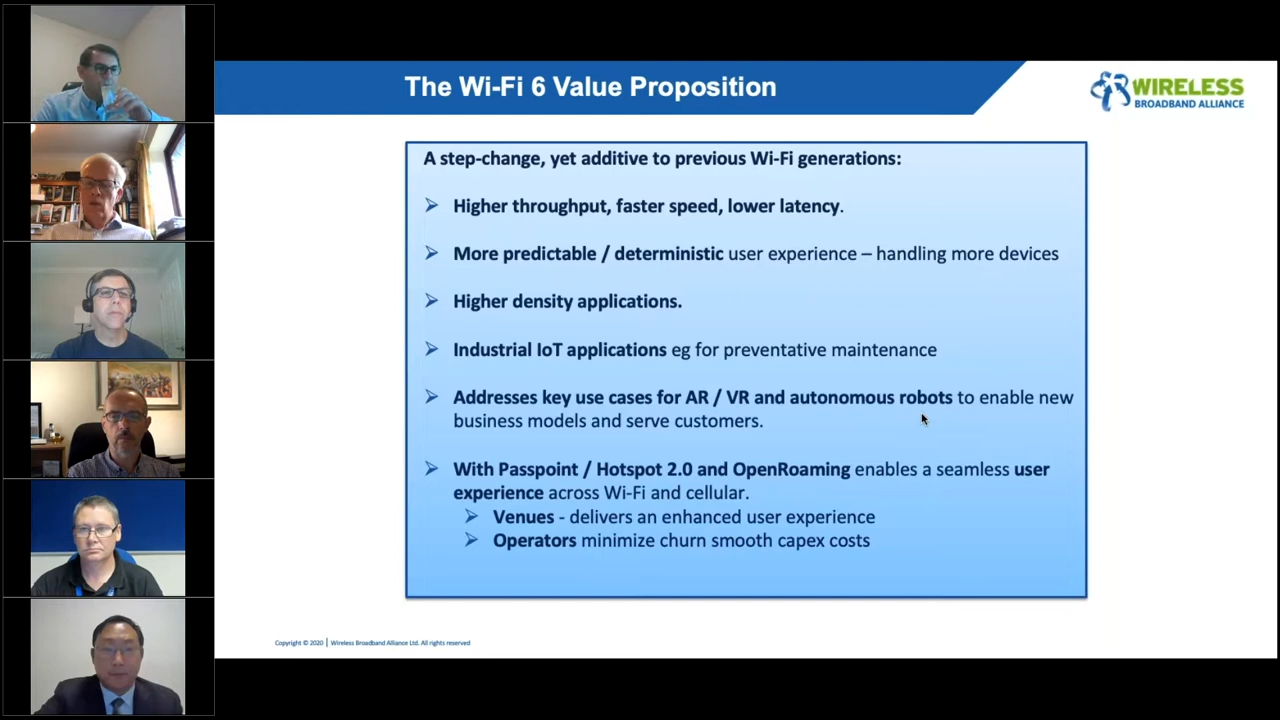 The Wi-Fi 6 Value Proposition
WIRELESS
BROADBAND ALLIANCE
A step-change, yet additive to previous Wi-Fi generations:
Higher throughput, faster speed, lower latency.
More predictable / deterministic user experience – handling more devices
Higher density applications.
Industrial IoT applications eg for preventative maintenance
Addresses key use cases for AR / VR and autonomous robots to enable new
business models and serve customers.
With Passpoint / Hotspot 2.0 and OpenRoaming enables a seamless user
experience across Wi-Fi and cellular.
Venues - delivers an enhanced user experience
Operators minimize churn smooth capex costs
Copyright © 2020 | Wireless Broadband Alliance Ltd. All rights reserved